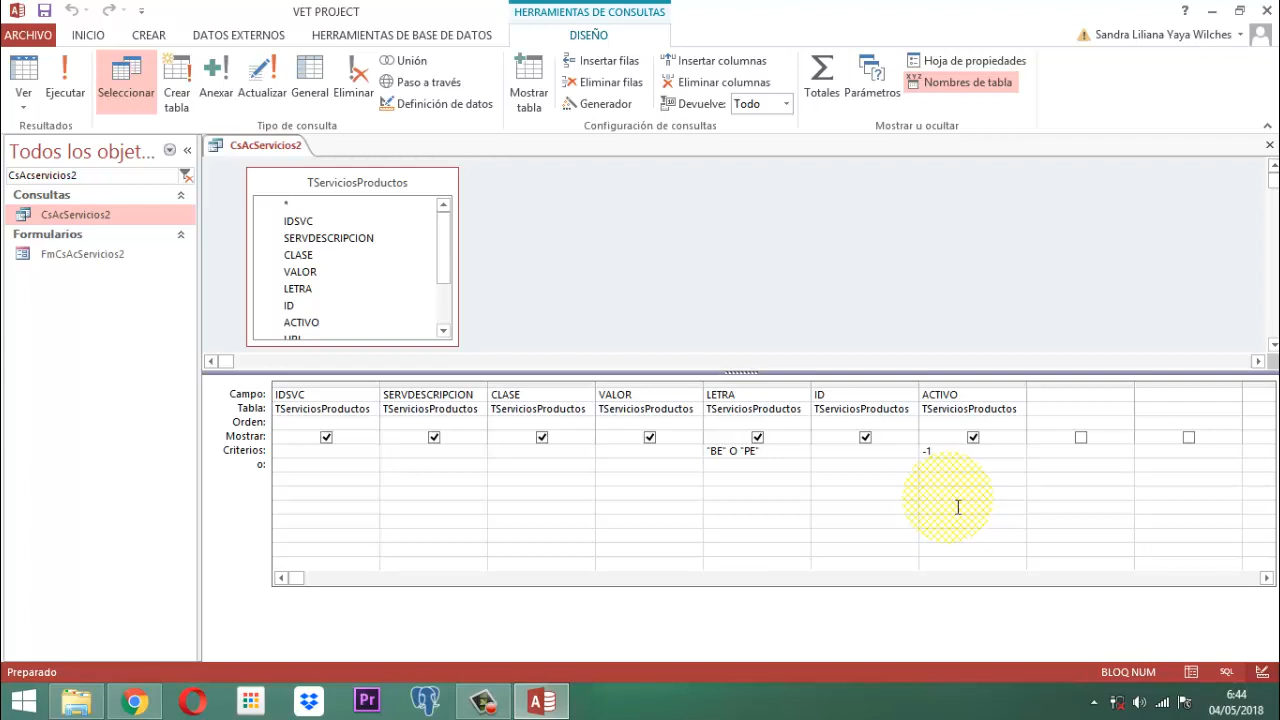 VET PROJECT
HERRAMIENTAS DE CONSULTAS
?
ARCHIVO INICIO CREAR DATOS EXTERNOS HERRAMIENTAS DE BASE DE DATOS DISEÑO Sandra Liliana Yaya Wilches
Ver Ejecutar Seleccionar Crear tabla Anexar Actualizar General Eliminar
Unión
Paso a través
Definición de datos
Mostrar tabla
Insertar filas
Eliminar filas
Generador
Insertar columnas
Eliminar columnas
Devuelve: Todo
Totales Parámetros
Hoja de propiedades
XYZ Nombres de tabla
Resultados Tipo de consulta Configuración de consultas Mostrar u ocultar
Todos los objet... «
CsAcservicios2
Consultas
CsAcServicios2
Formularios
FmCsAcServicios2
CsAcServicios2
TServiciosProductos
*
IDSVC
SERVDESCRIPCION
CLASE
VALOR
LETRA
ID
ACTIVO
Campo: IDSVC SERVDESCRIPCION CLASE VALOR LETRA ID ACTIVO
Tabla: TServiciosProductos TServiciosProductos TServiciosProductos TServiciosProductos TServiciosProductos TServiciosProductos TServiciosProductos
Orden:
Mostrar:
Criterios: "BE" O "PE" -1
o:
Preparado BLOQ NUM SQL
Pr
6:44
04/05/2018